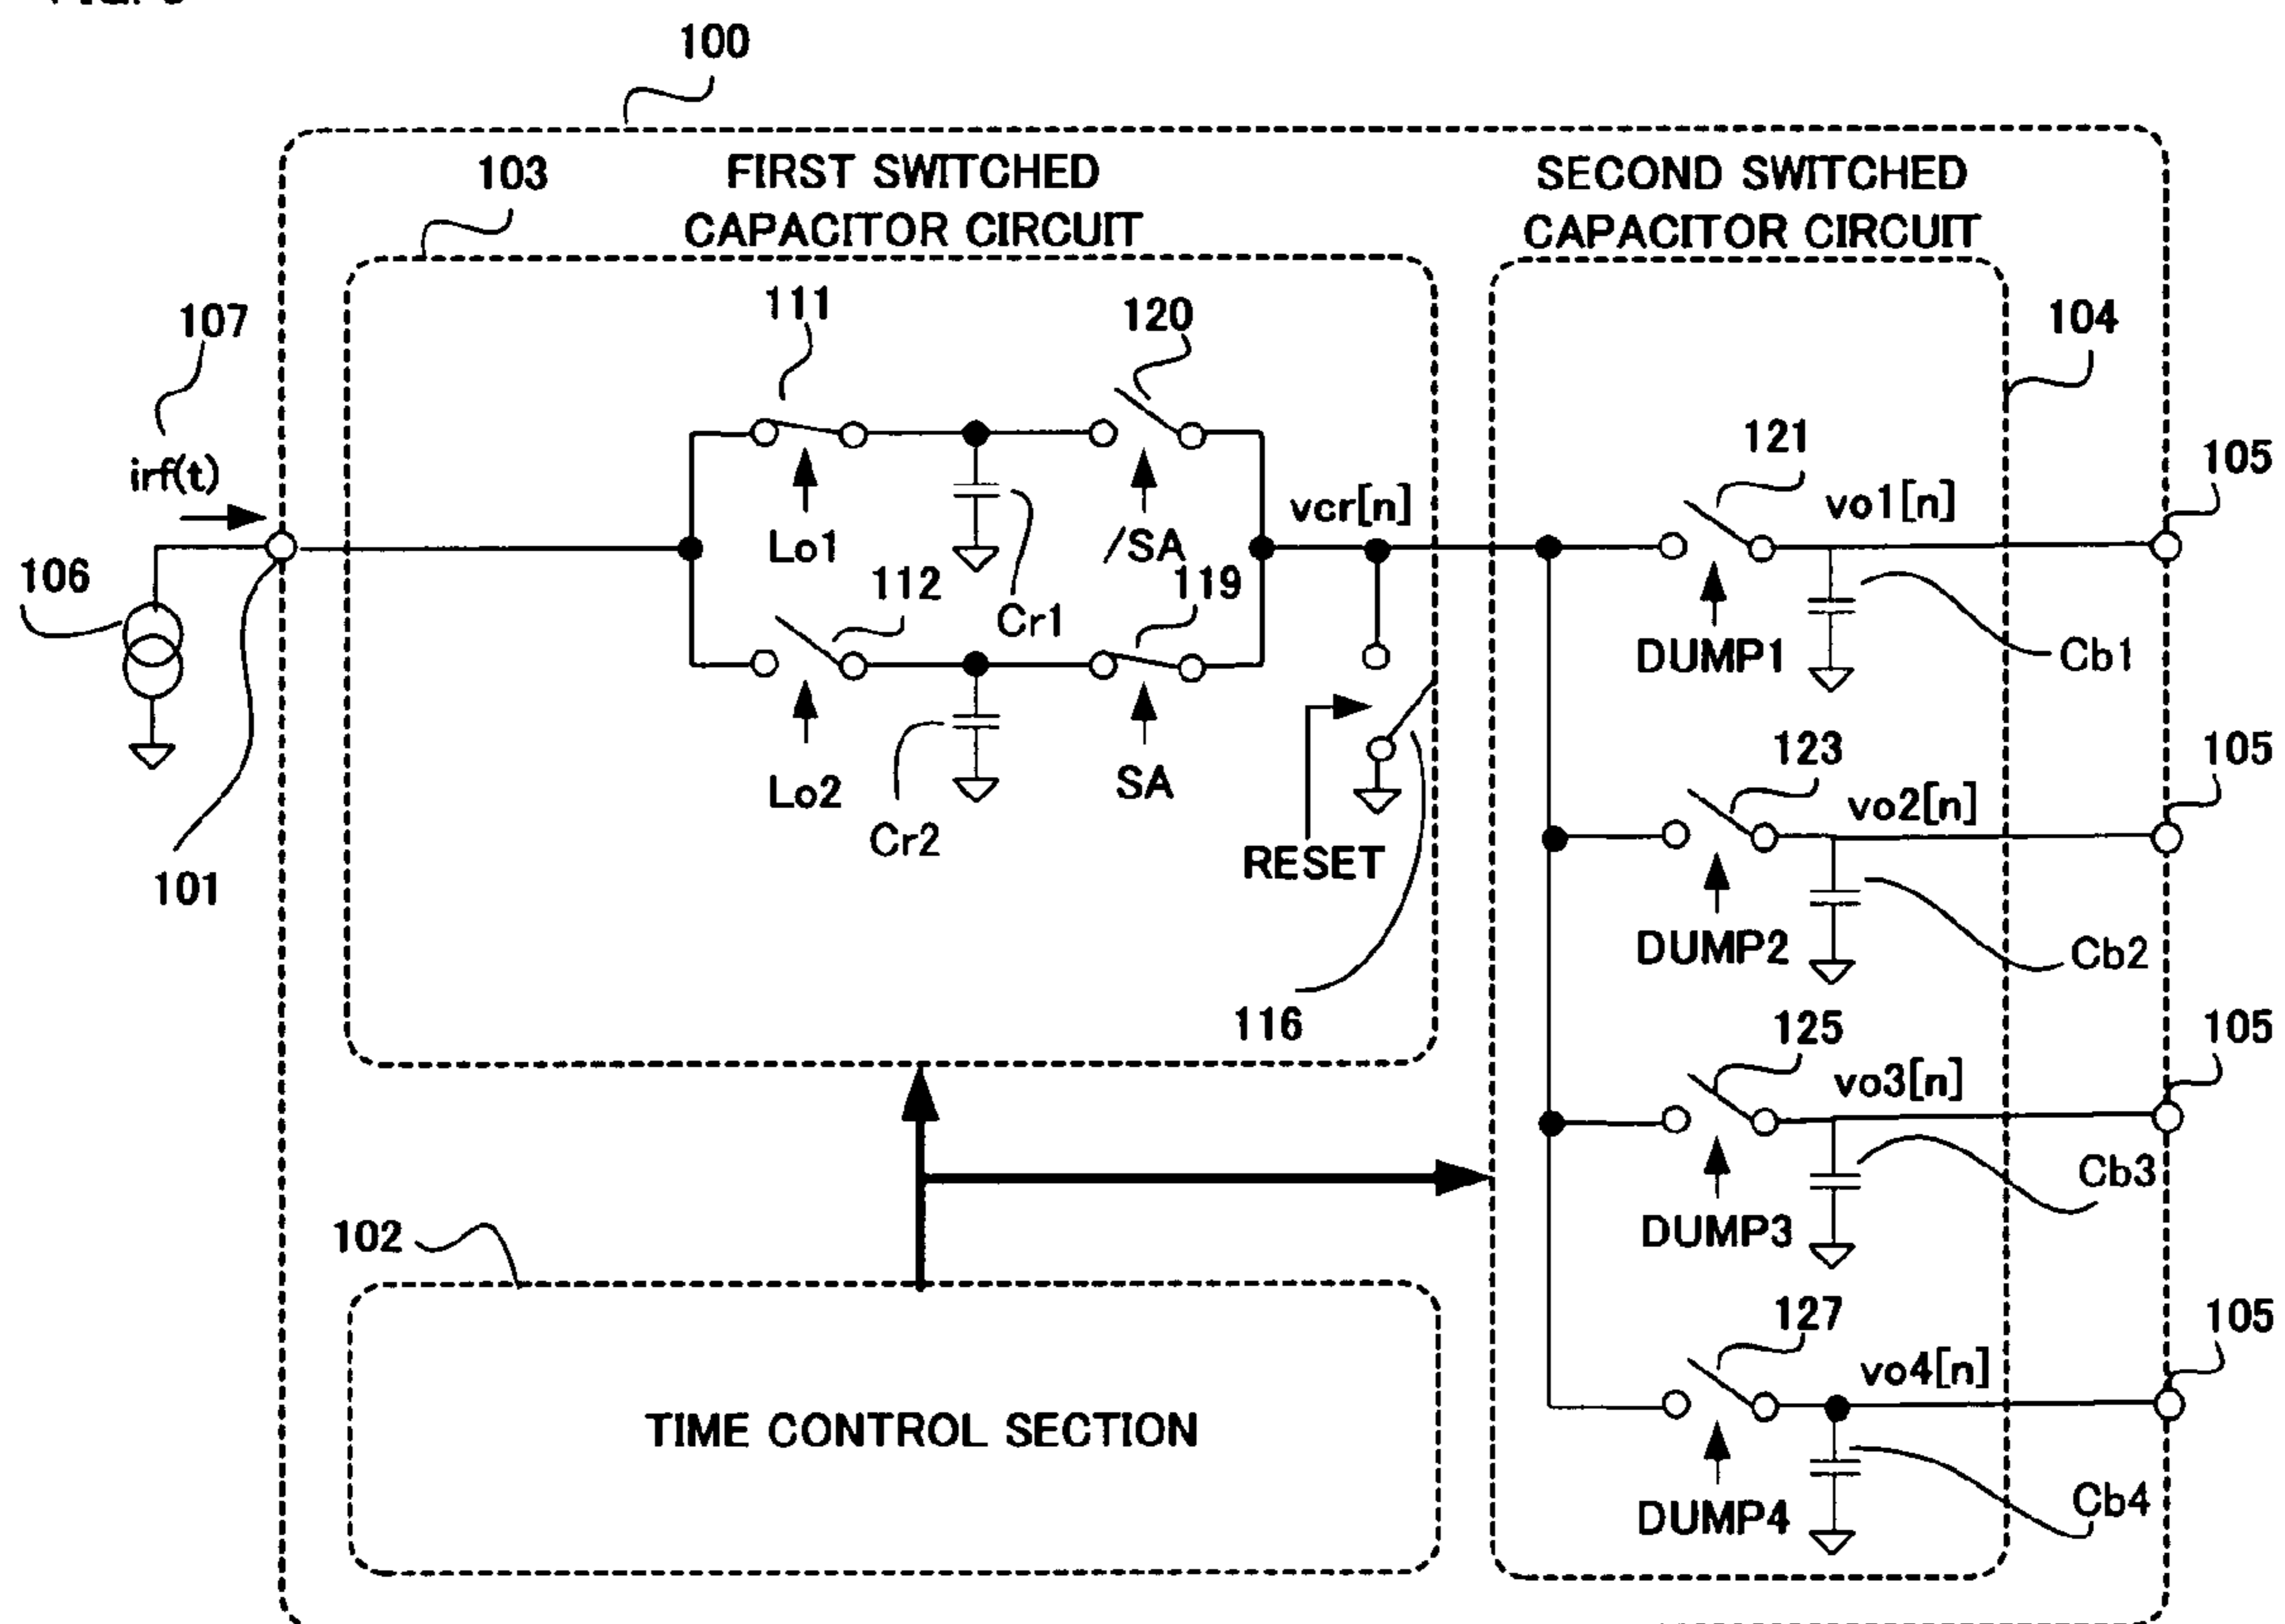 100
103
FIRST SWITCHED
CAPACITOR CIRCUIT
SECOND SWITCHED
CAPACITOR CIRCUIT
107
111
120
104
irf(t)
121
105
vo1[n]
vcr[n]
Lo1
/SA
106
112
119
Cr1
DUMP1
Cb1
123
105
vo2[n]
Lo2
SA
Cr2
RESET
101
DUMP2
Cb2
116
125
105
vo3[n]
Cb3
102
DUMP3
127
105
vo4[n]
TIME CONTROL SECTION
Cb4
DUMP4